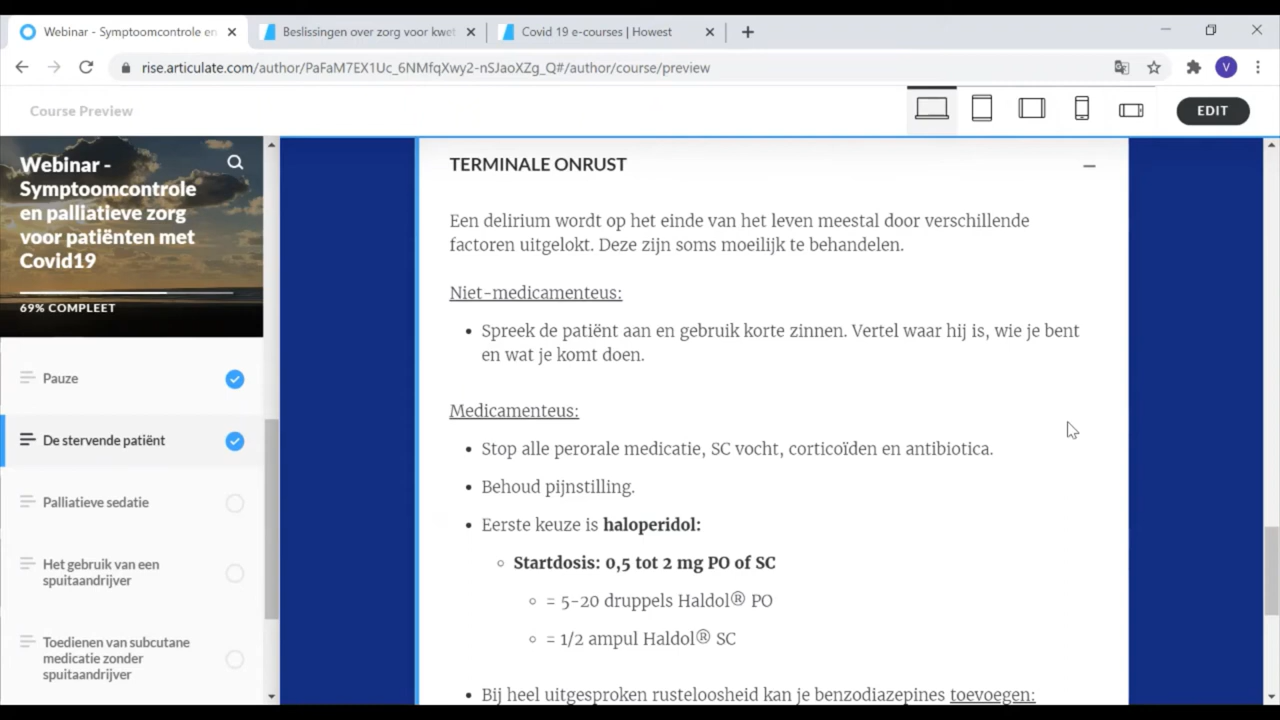 Webinar - Symptoomcontrole en
Beslissingen over zorg voor kwet
Covid 19 e-courses | Howest
rise.articulate.com/author/PaFaM7EX1Uc_6NMfqXwy2-nSJaoXZg_Q#/author/course/preview
V
Course Preview
EDIT
Webinar -
Symptoomcontrole
en palliatieve zorg
voor patiënten met
Covid19
69% COMPLEET
Pauze
De stervende patiënt
Palliatieve sedatie
Het gebruik van een
spuitaandrijver
Toedienen van subcutane
medicatie zonder
spuitaandrijver
TERMINALE ONRUST
Een delirium wordt op het einde van het leven meestal door verschillende
factoren uitgelokt. Deze zijn soms moeilijk te behandelen.
Niet-medicamenteus:
• Spreek de patiënt aan en gebruik korte zinnen. Vertel waar hij is, wie je bent
en wat je komt doen.
Medicamenteus:
• Stop alle perorale medicatie, SC vocht, corticoïden en antibiotica.
• Behoud pijnstilling.
• Eerste keuze is haloperidol:
◦ Startdosis: 0,5 tot 2 mg PO of SC
◦ = 5-20 druppels Haldol® PO
◦ = 1/2 ampul Haldol® SC
• Bij heel uitgesproken rusteloosheid kan je benzodiazepines toevoegen: